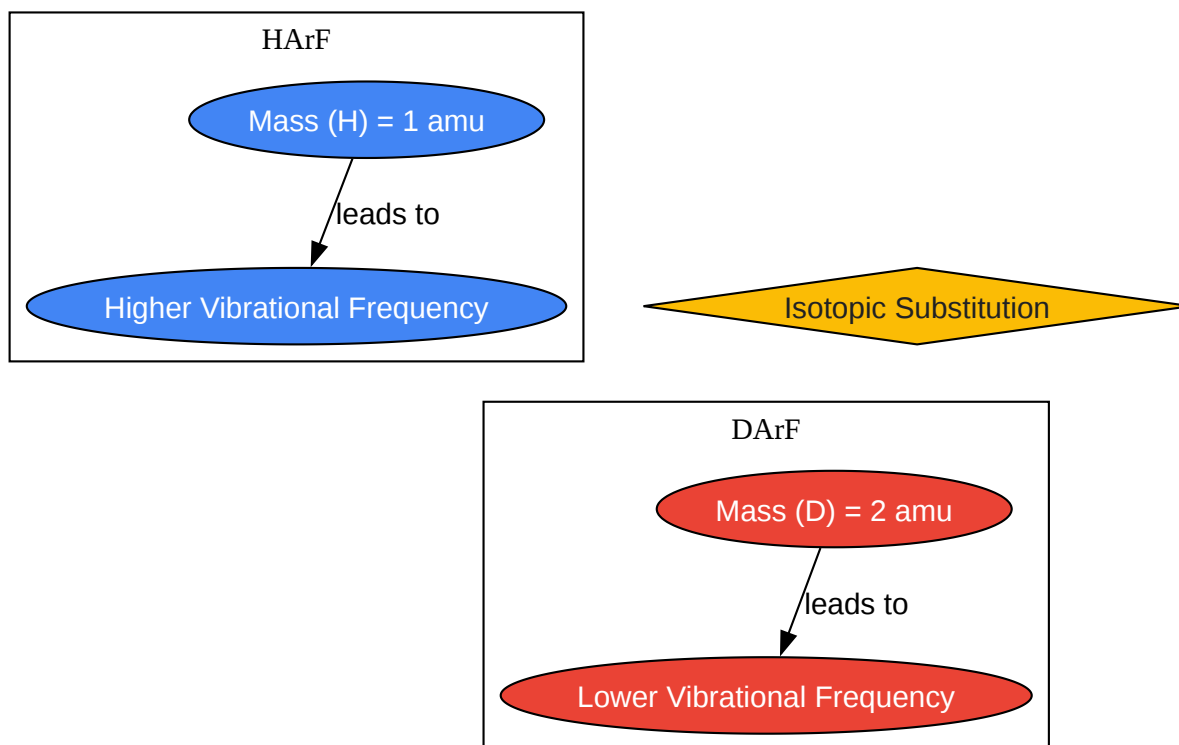 HArF
Mass (H) = 1 amu
leads to
Higher Vibrational Frequency
Isotopic Substitution
DArF
Mass (D) = 2 amu
leads to
Lower Vibrational Frequency